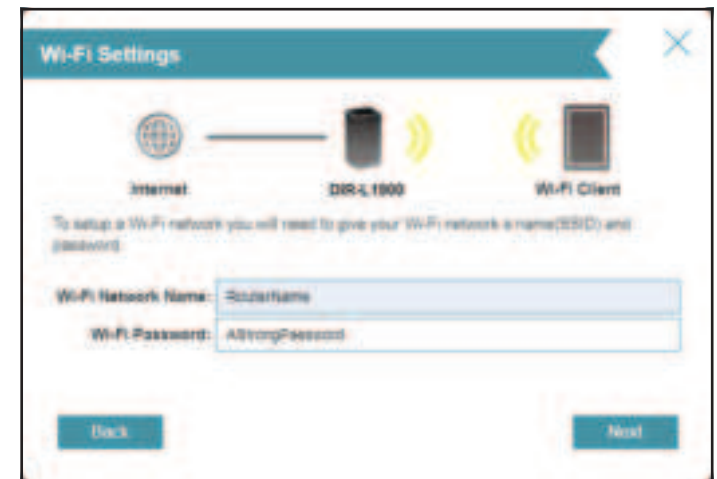 Wi-Fi Settings
Internet
DIR-L1900
Wi-Fi Client
To setup a Wi-Fi network you will need to give your Wi-Fi network a name(SSID) and
password.
Wi-Fi Network Name: RouterName
Wi-Fi Password: AStrongPassword
Back
Next